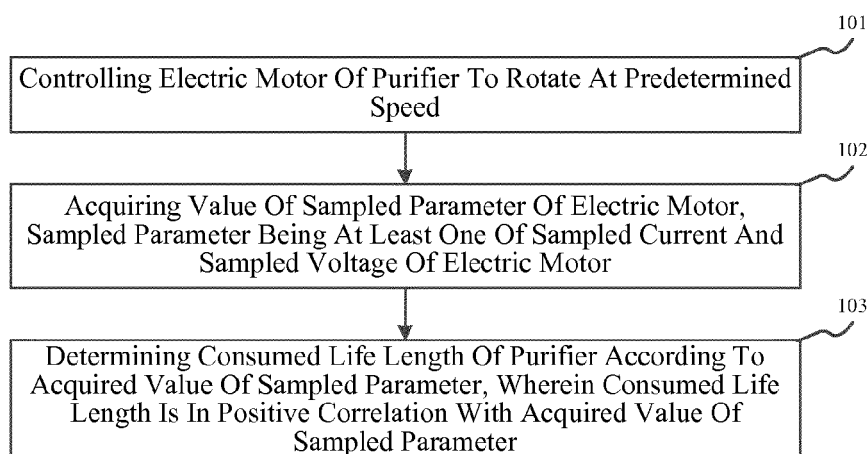 101
Controlling Electric Motor Of Purifier To Rotate At Predetermined
Speed
102
Acquiring Value Of Sampled Parameter Of Electric Motor,
Sampled Parameter Being At Least One Of Sampled Current And
Sampled Voltage Of Electric Motor
103
Determining Consumed Life Length Of Purifier According To
Acquired Value Of Sampled Parameter, Wherein Consumed Life
Length Is In Positive Correlation With Acquired Value Of
Sampled Parameter